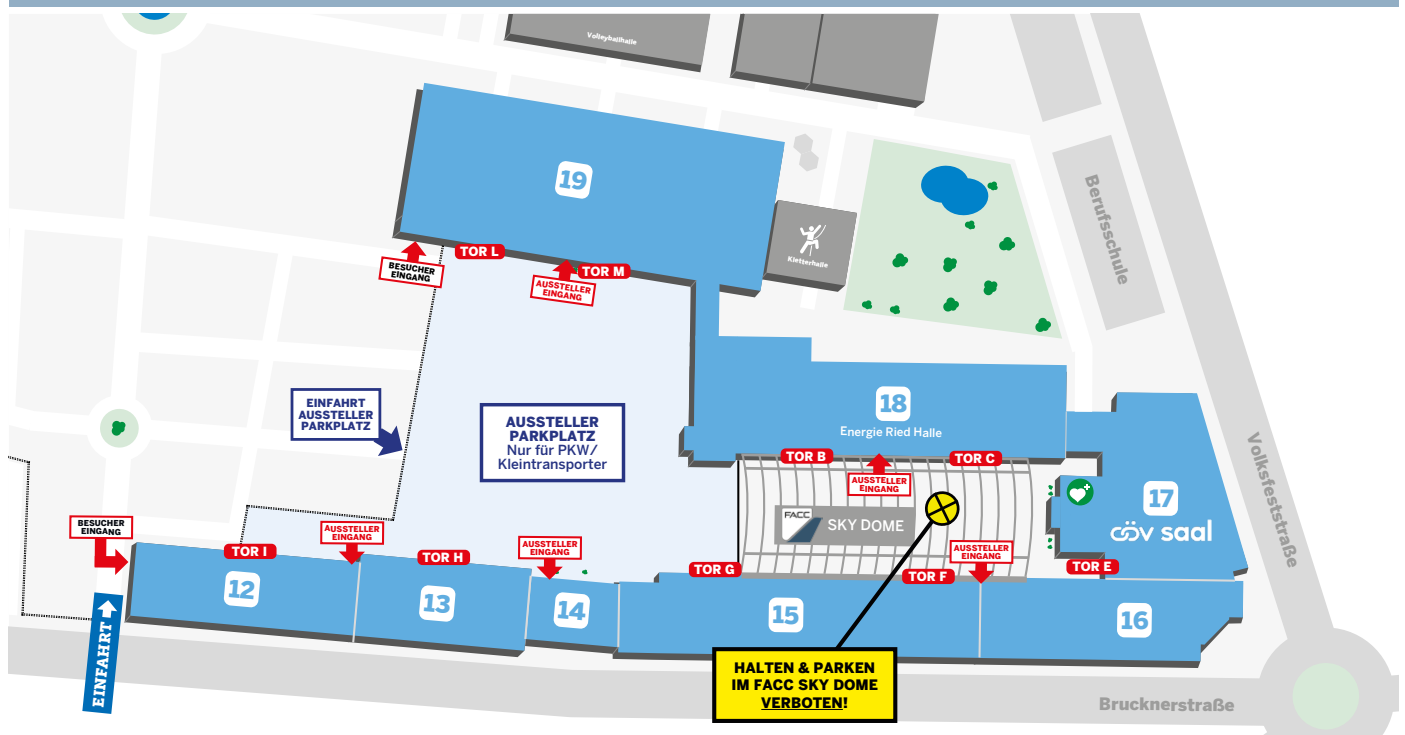 Volleyballhalle
19
Kletterhalle
Berufsschule
TOR L
BESUCHER
EINGANG
TOR M
AUSSTELLER
EINGANG
EINFAHRT
AUSSTELLER
PARKPLATZ
AUSSTELLER
PARKPLATZ
Nur für PKW/
Kleintransporter
18
Energie Ried Halle
TOR B
TOR C
AUSSTELLER
EINGANG
Volksfeststraße
17
cöv saal
FACC
SKY DOME
BESUCHER
EINGANG
TOR I
AUSSTELLER
EINGANG
TOR H
AUSSTELLER
EINGANG
TOR G
TOR F
AUSSTELLER
EINGANG
TOR E
12
13
14
15
16
EINFAHRT
HALTEN & PARKEN
IM FACC SKY DOME
VERBOTEN!
Brucknerstraße